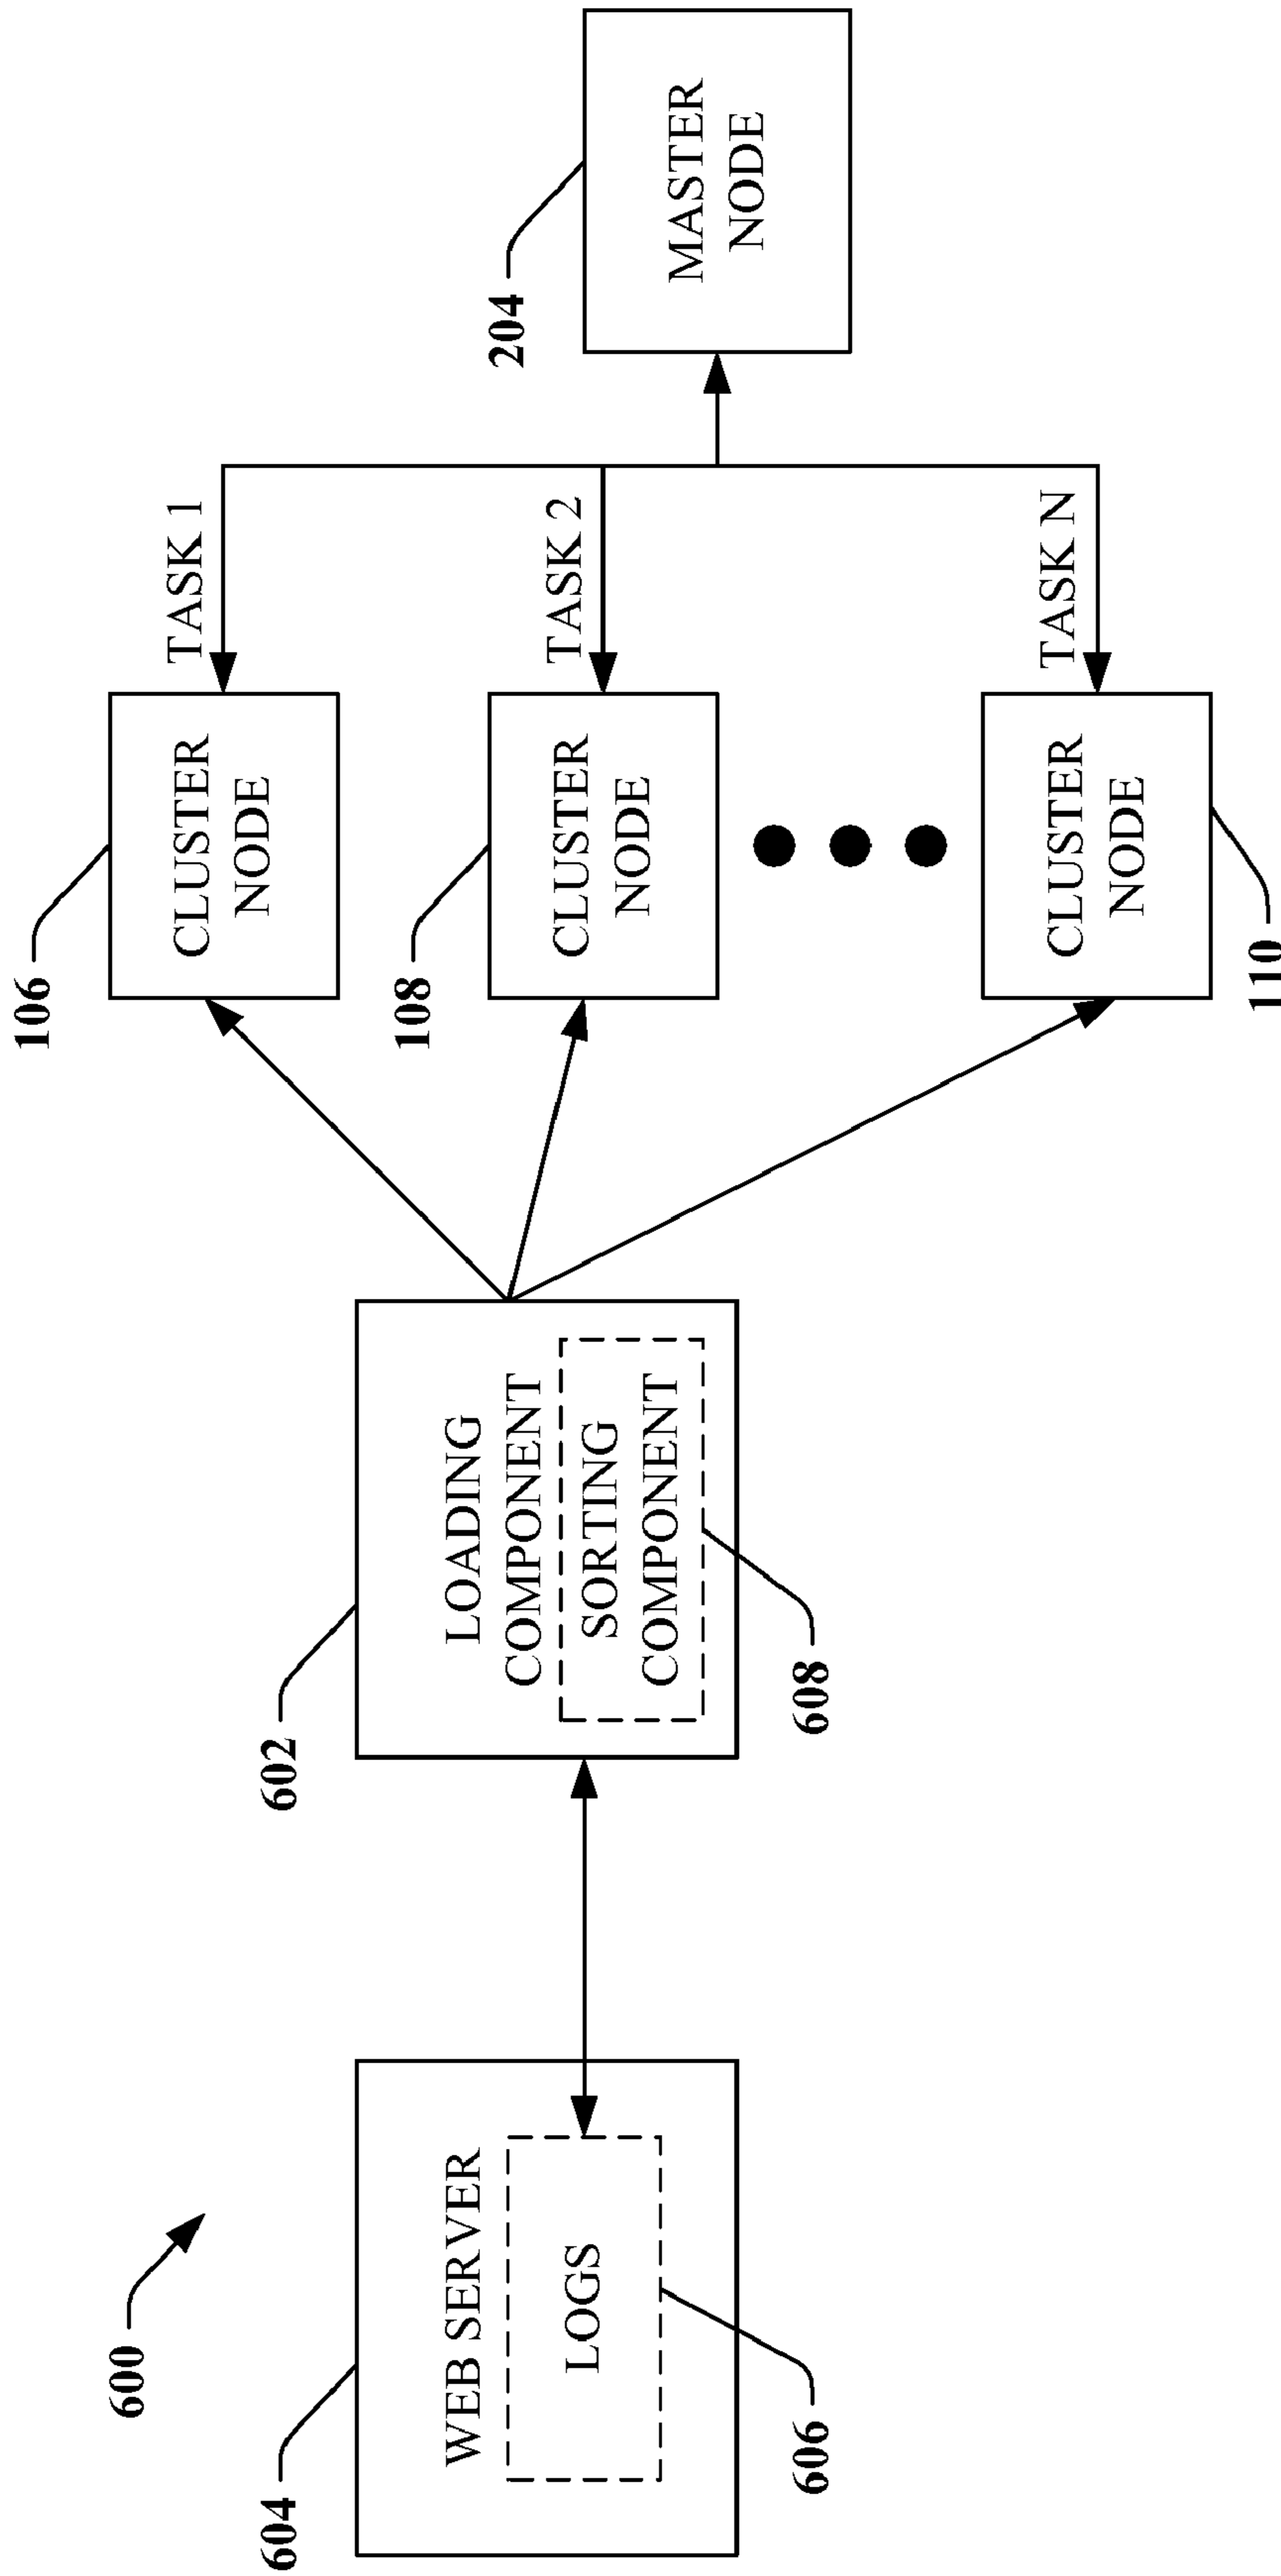 600
604
WEB SERVER
LOGS
606
602
LOADING
COMPONENT
SORTING
COMPONENT
608
106
CLUSTER
NODE
TASK 1
108
CLUSTER
NODE
TASK 2
110
CLUSTER
NODE
TASK N
204
MASTER
NODE